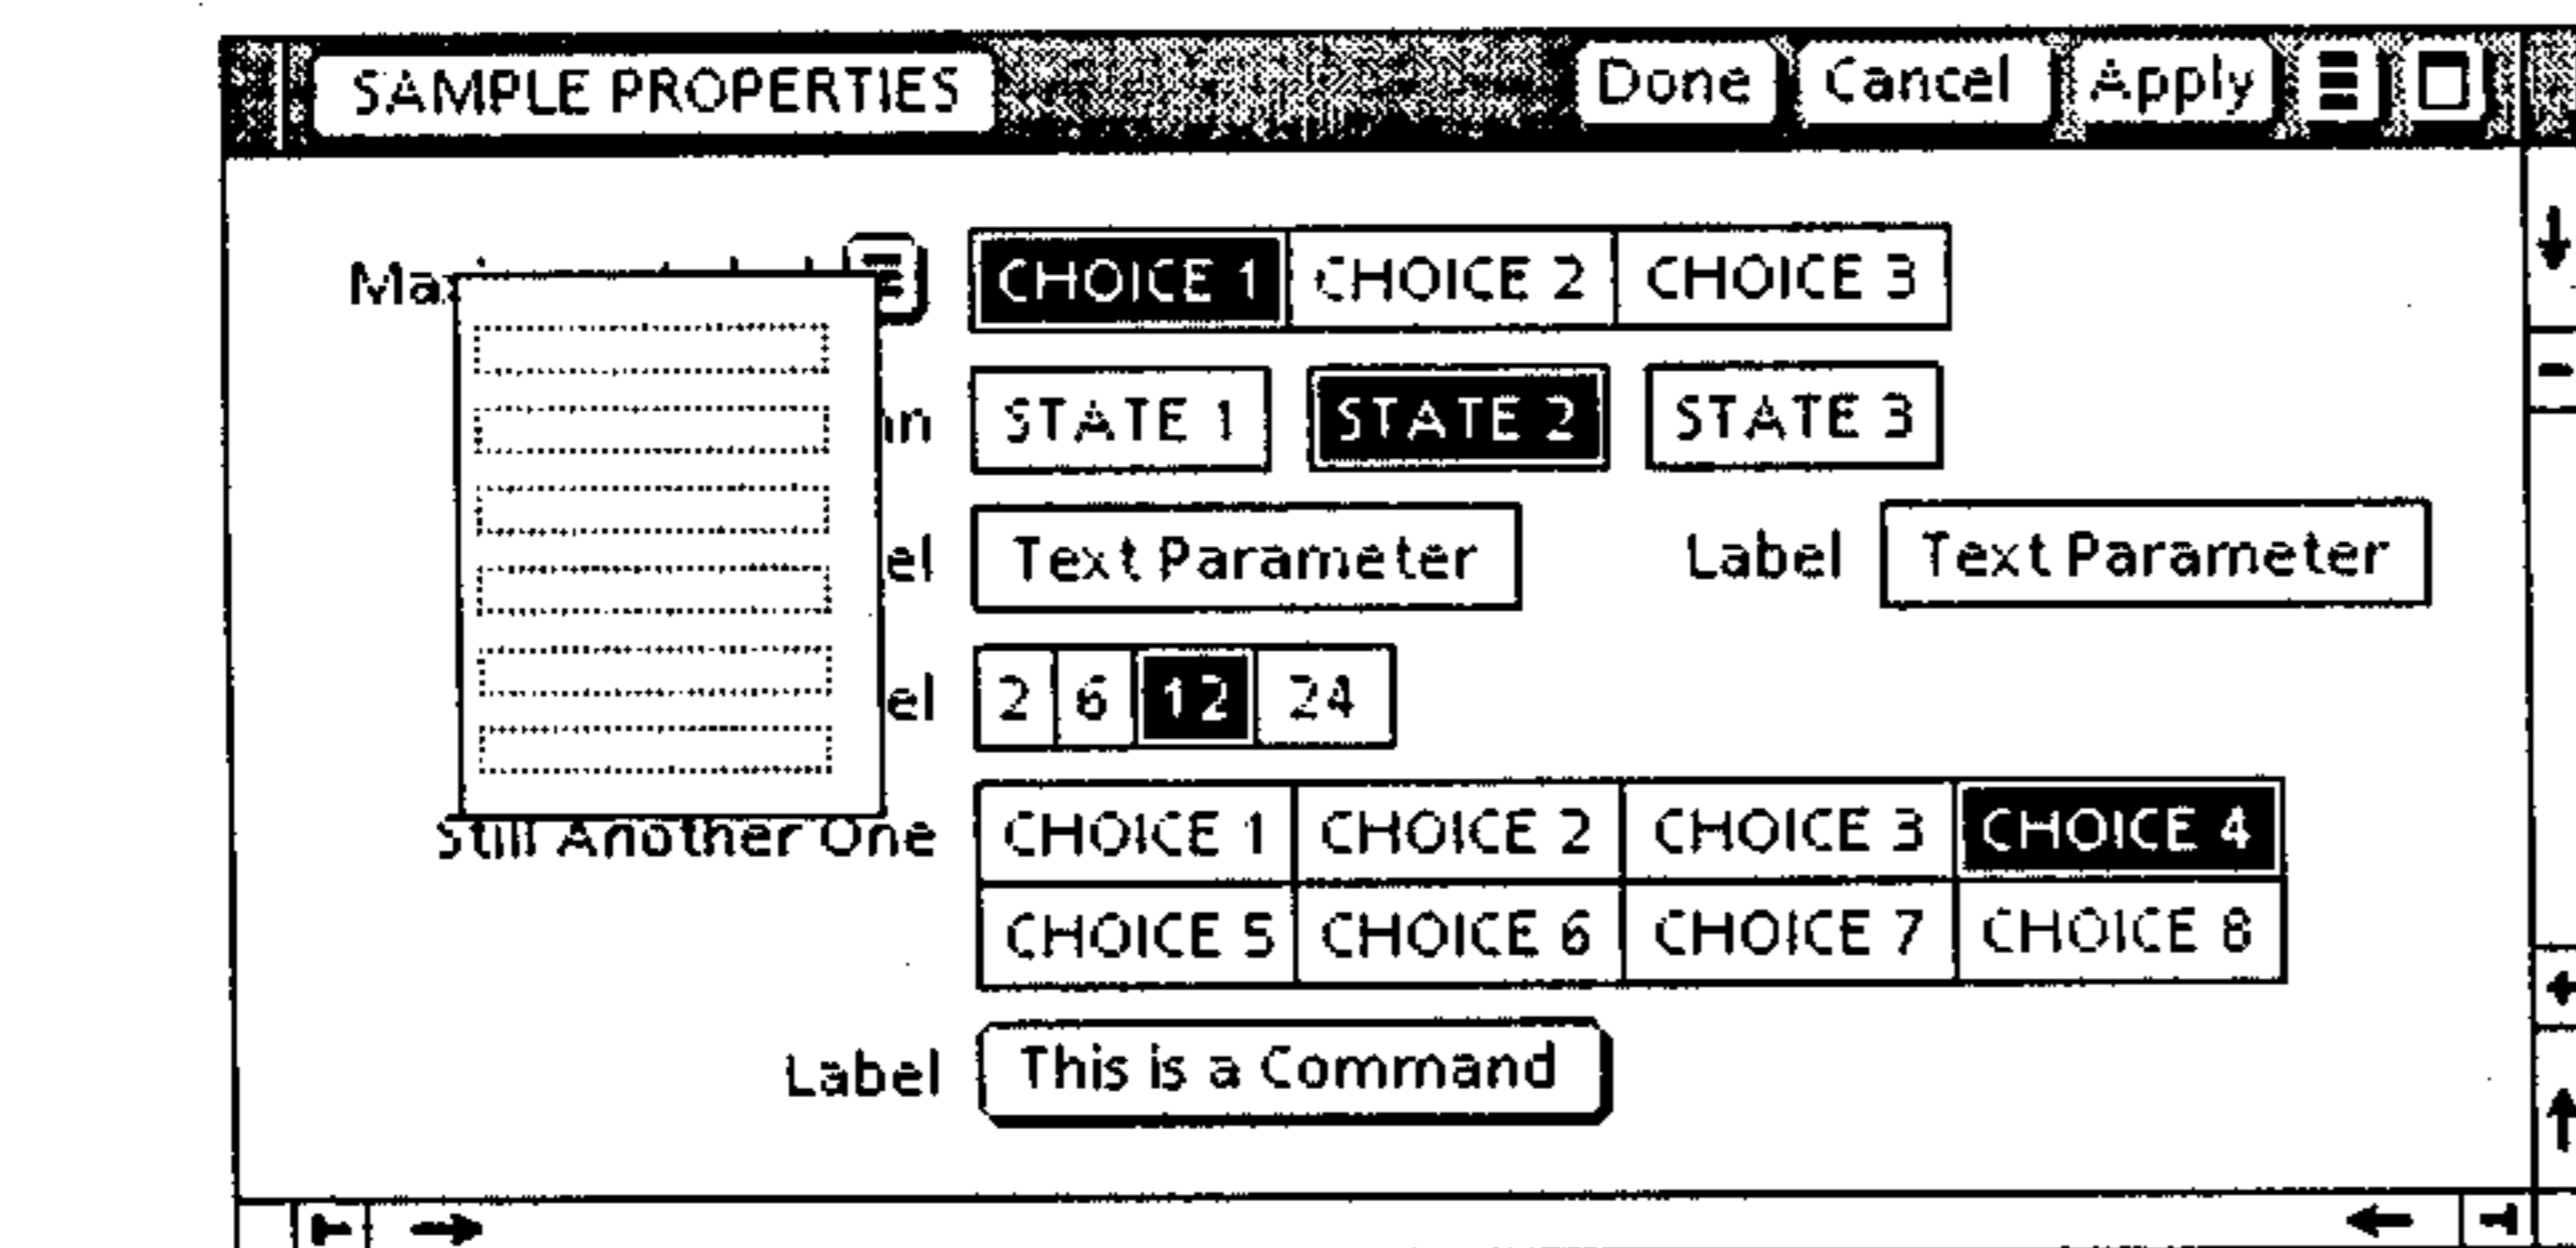 SAMPLE PROPERTIES Done Cancel Apply
CHOICE 1 CHOICE 2 CHOICE 3
STATE 1 STATE 2 STATE 3
Text Parameter Label Text Parameter
2 6 12 24
Still Another One CHOICE 1 CHOICE 2 CHOICE 3 CHOICE 4
CHOICE 5 CHOICE 6 CHOICE 7 CHOICE 8
Label This is a Command